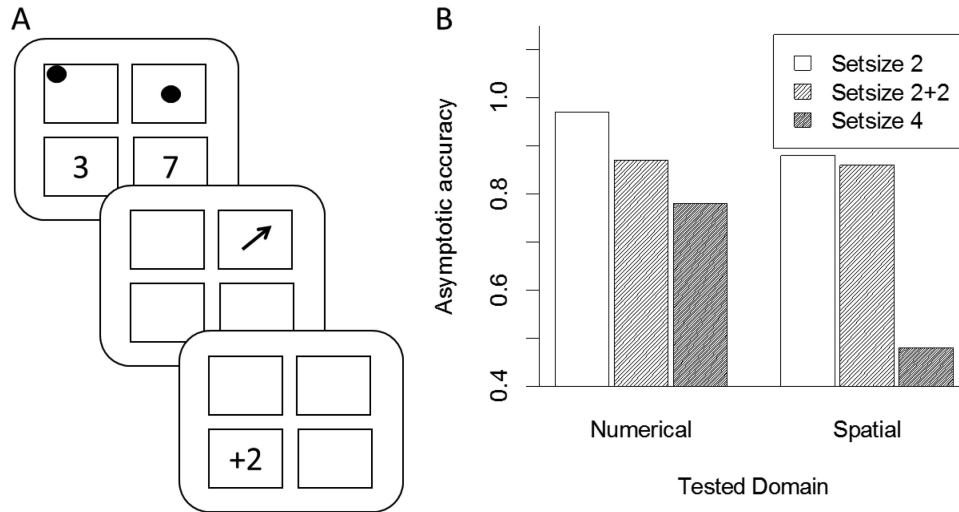 A
3 7
+2
B
Asymptotic accuracy
1.0
0.8
0.6
0.4
Setsize 2
Setsize 2+2
Setsize 4
Numerical Spatial
Tested Domain